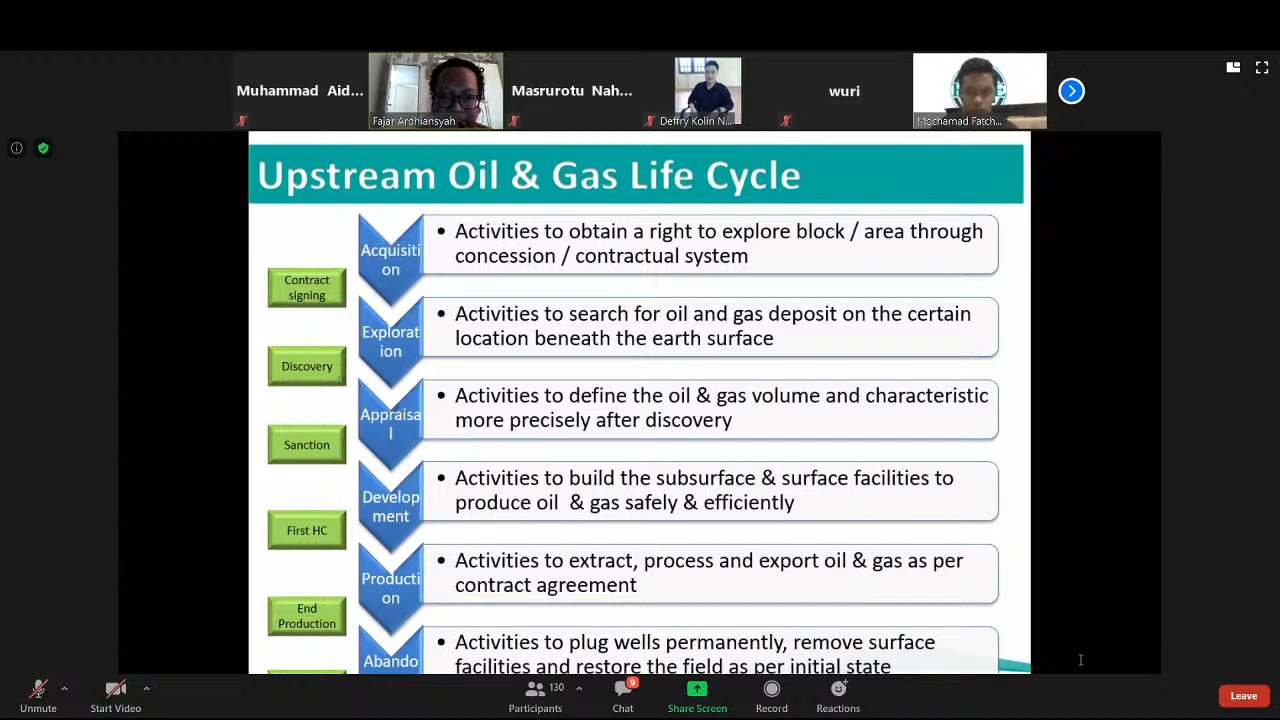 Muhammad Aid...
Masrurotu Nah...
wuri
Fajar Ardhiansyah
Deffry Kolin N...
Mochamad Fatch...
Upstream Oil & Gas Life Cycle
Acquisiti
on
• Activities to obtain a right to explore block / area through
concession / contractual system
Contract
signing
Explorat
ion
• Activities to search for oil and gas deposit on the certain
location beneath the earth surface
Discovery
Appraisa
l
• Activities to define the oil & gas volume and characteristic
more precisely after discovery
Sanction
Develop
ment
• Activities to build the subsurface & surface facilities to
produce oil & gas safely & efficiently
First HC
Producti
on
• Activities to extract, process and export oil & gas as per
contract agreement
End
Production
Abando
• Activities to plug wells permanently, remove surface
facilities and restore the field as per initial state
Unmute
Start Video
130
Participants
9
Chat
Share Screen
Record
Reactions
Leave